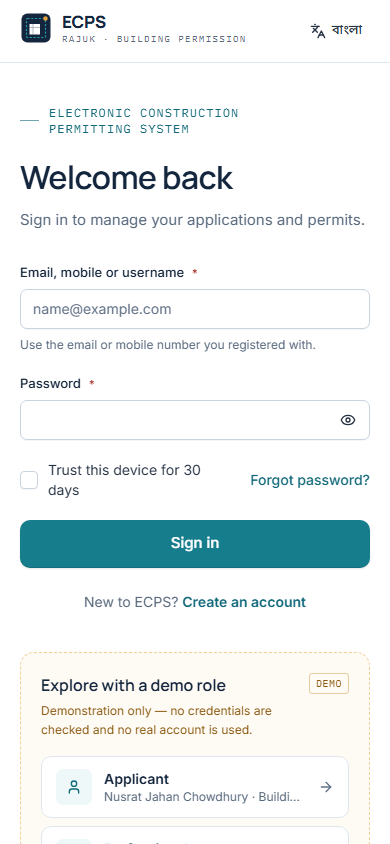 ECPS
RAJUK · BUILDING PERMISSION
বাংলা
ELECTRONIC CONSTRUCTION
PERMITTING SYSTEM
Welcome back
Sign in to manage your applications and permits.
Email, mobile or username *
name@example.com
Use the email or mobile number you registered with.
Password *
Trust this device for 30
days
Forgot password?
Sign in
New to ECPS? Create an account
Explore with a demo role
DEMO
Demonstration only — no credentials are
checked and no real account is used.
Applicant
Nusrat Jahan Chowdhury · Buildi...